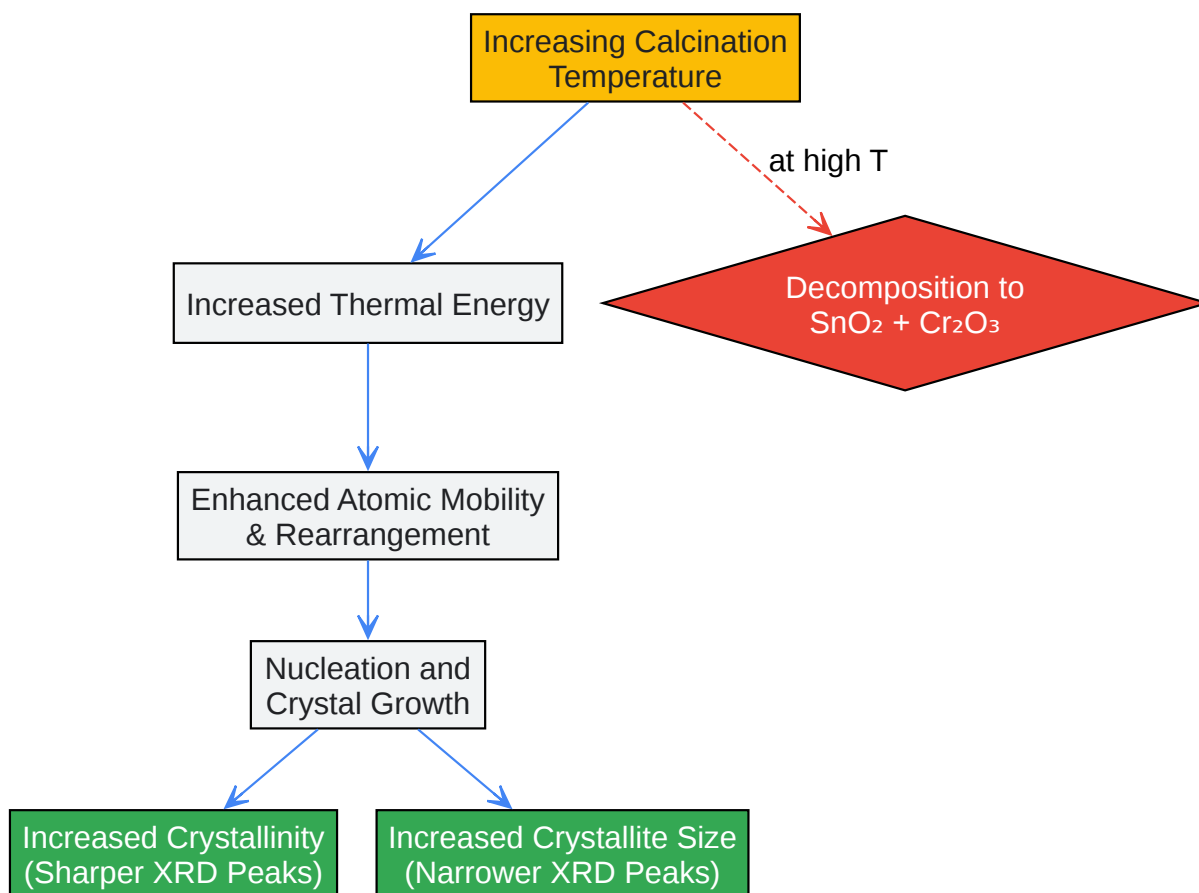 Increasing Calcination
Temperature
at high T
Increased Thermal Energy
Decomposition to
SnO₂ + Cr₂O₃
Enhanced Atomic Mobility
& Rearrangement
Nucleation and
Crystal Growth
Increased Crystallinity
(Sharper XRD Peaks)
Increased Crystallite Size
(Narrower XRD Peaks)